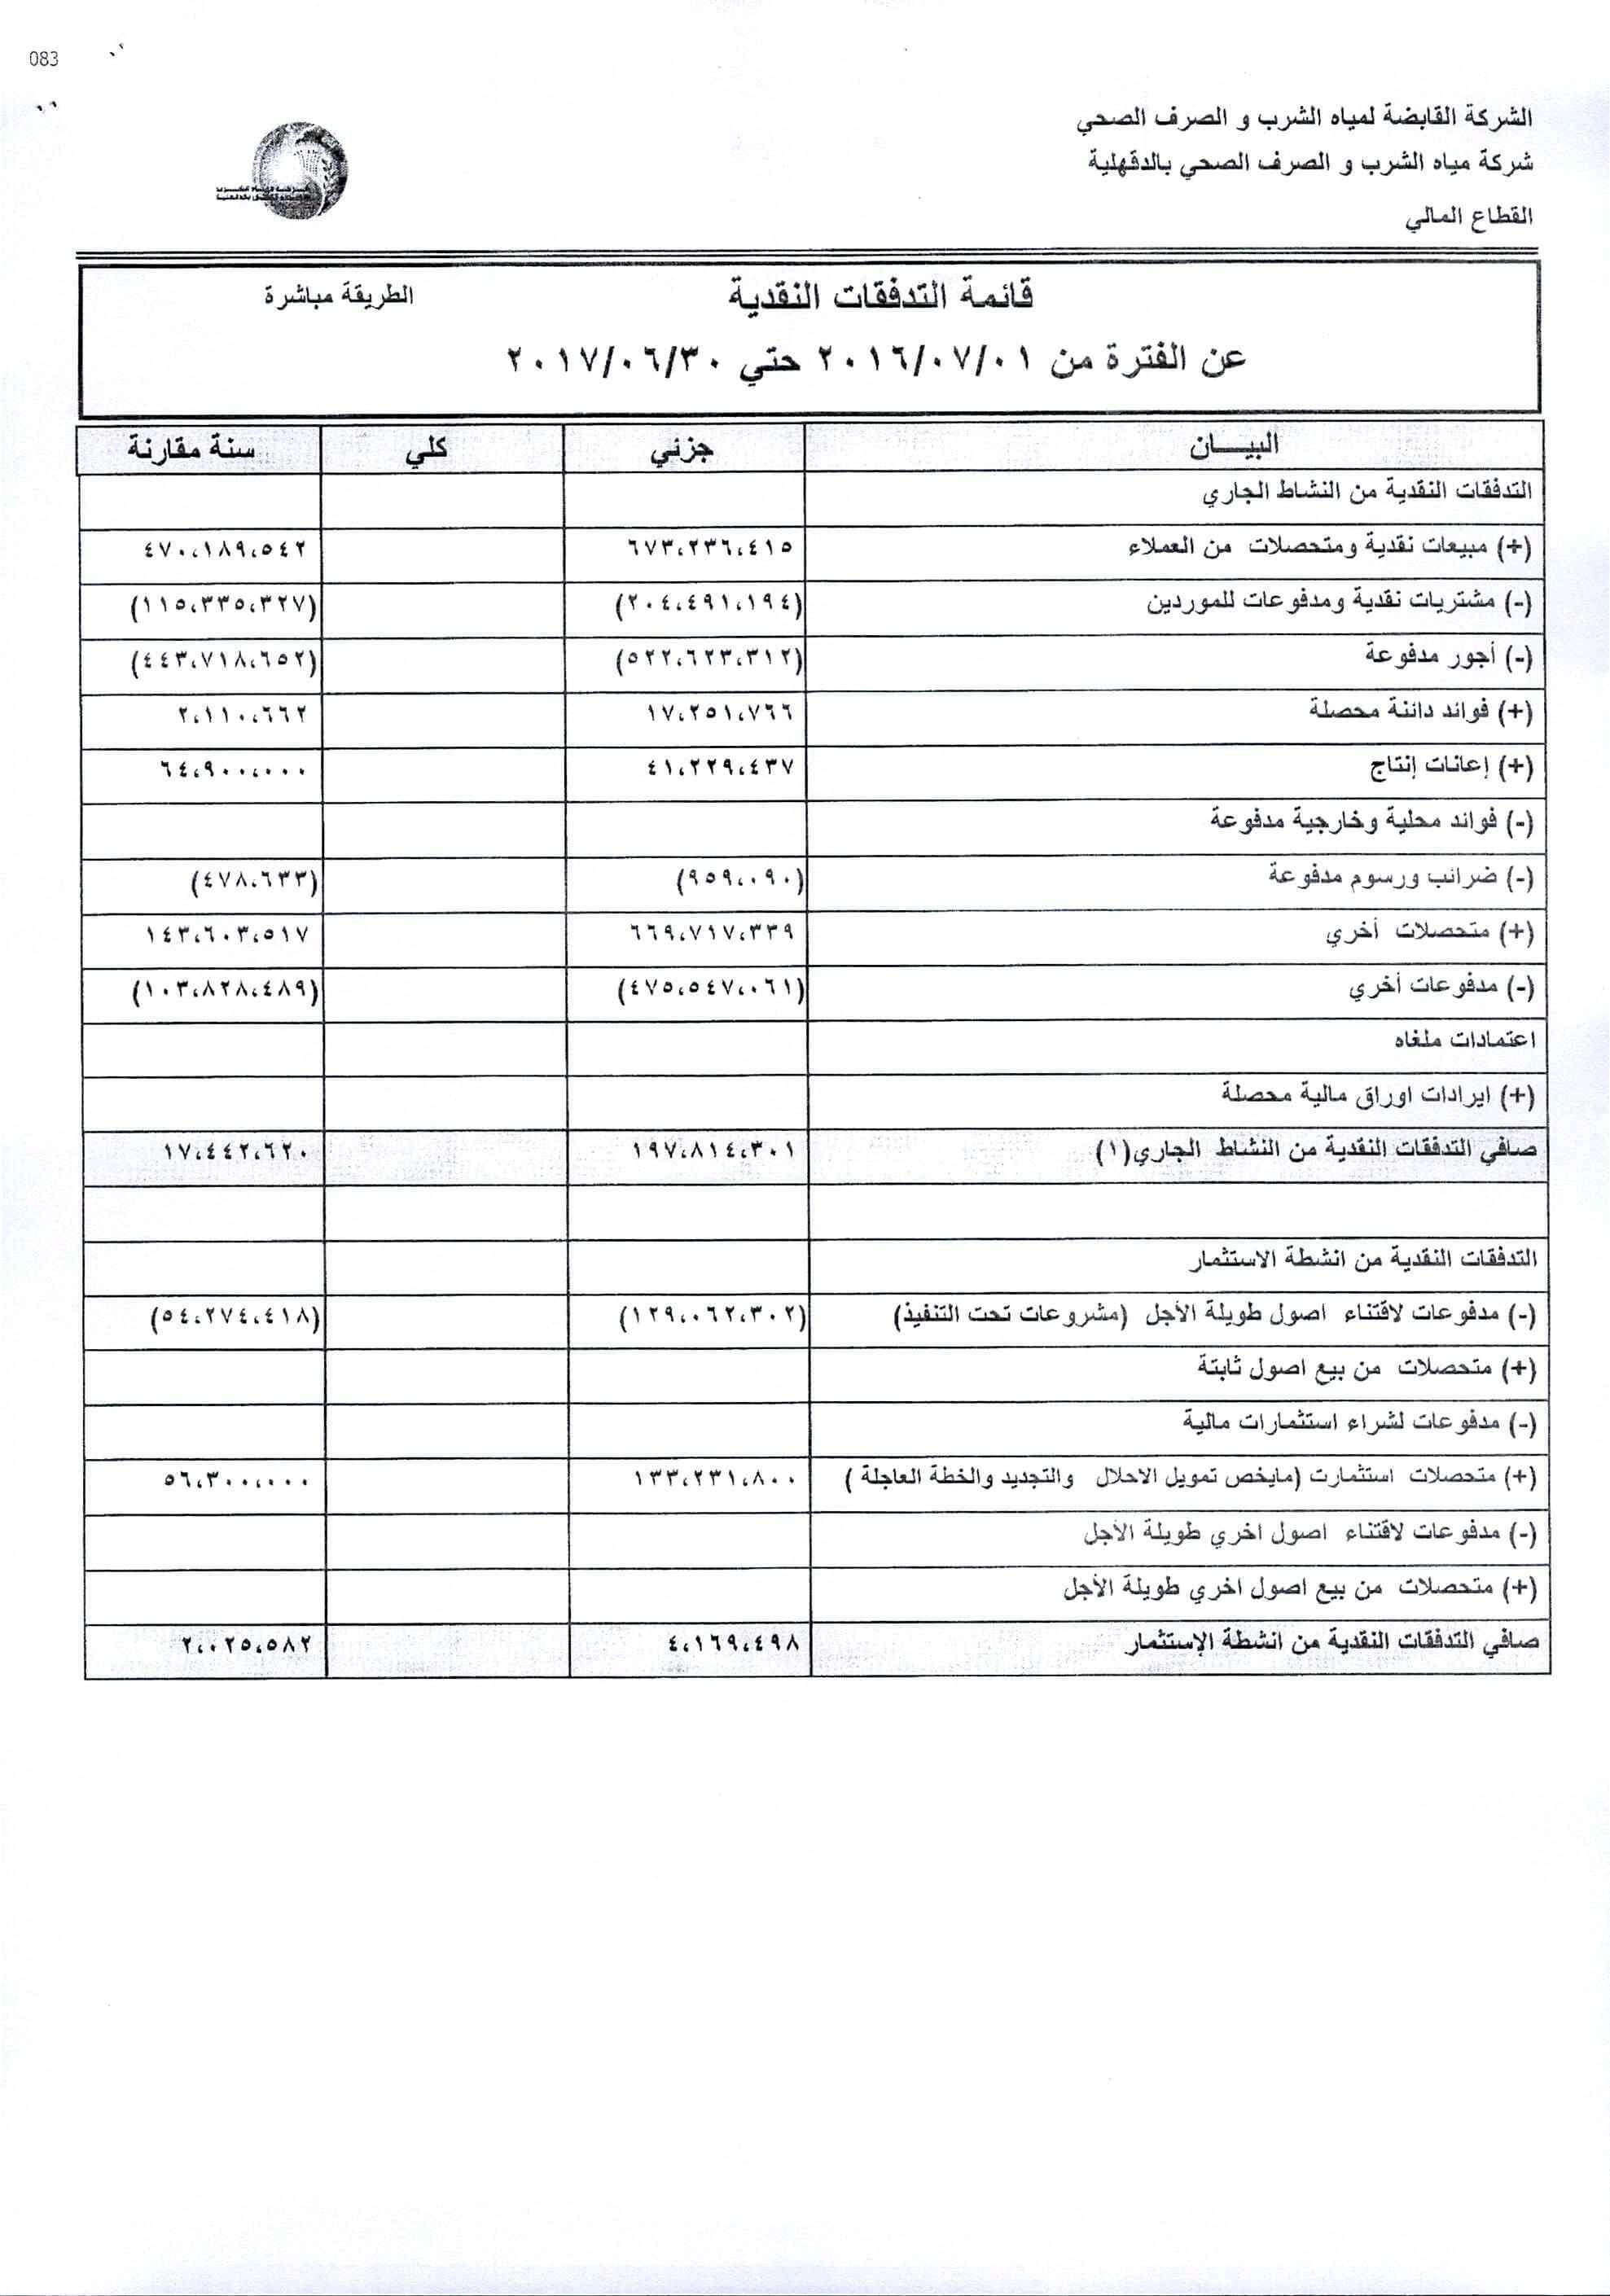 083
الشركة القابضة لمياه الشرب و الصرف الصحي
شركة مياه الشرب و الصرف الصحي بالدقهلية
القطاع المالي
قائمة التدفقات النقدية الطريقة مباشرة
عن الفترة من ٢٠١٦/٠٧/٠١ حتي ٢٠١٧/٠٦/٣٠
البيـــان جزئي كلي سنة مقارنة
التدفقات النقدية من النشاط الجاري
(+) مبيعات نقدية ومتحصلات من العملاء ٦٧٣،٢٣٦،٤١٥ ٤٧٠،١٨٩،٥٤٢
(-) مشتريات نقدية ومدفوعات للموردين (٢٠٤،٤٩١،١٩٤) (١١٥،٣٣٥،٣٢٧)
(-) أجور مدفوعة (٥٢٢،٦٢٣،٣١٢) (٤٤٣،٧١٨،٦٥٢)
(+) فوائد دائنة محصلة ١٧،٢٥١،٧٦٦ ٢،١١٠،٦٦٢
(+) إعانات إنتاج ٤١،٢٢٩،٤٣٧ ٦٤،٩٠٠،٠٠٠
(-) فوائد محلية وخارجية مدفوعة
(-) ضرائب ورسوم مدفوعة (٩٥٩،٠٩٠) (٤٧٨،٦٣٣)
(+) متحصلات أخري ٦٦٩،٧١٧،٣٣٩ ١٤٣،٦٠٣،٥١٧
(-) مدفوعات أخري (٤٧٥،٥٤٧،٠٦١) (١٠٣،٨٢٨،٤٨٩)
اعتمادات ملغاه
(+) ايرادات اوراق مالية محصلة
صافي التدفقات النقدية من النشاط الجاري(١) ١٩٧،٨١٤،٣٠١ ١٧،٤٤٢،٦٢٠
التدفقات النقدية من انشطة الاستثمار
(-) مدفوعات لاقتناء اصول طويلة الأجل (مشروعات تحت التنفيذ) (١٢٩،٠٦٢،٣٠٢) (٥٤،٢٧٤،٤١٨)
(+) متحصلات من بيع اصول ثابتة
(-) مدفوعات لشراء استثمارات مالية
(+) متحصلات استثمارت (مايخص تمويل الاحلال والتجديد والخطة العاجلة ) ١٣٣،٢٣١،٨٠٠ ٥٦،٣٠٠،٠٠٠
(-) مدفوعات لاقتناء اصول اخري طويلة الأجل
(+) متحصلات من بيع اصول اخري طويلة الأجل
صافي التدفقات النقدية من انشطة الإستثمار ٤،١٦٩،٤٩٨ ٢،٠٢٥،٥٨٢